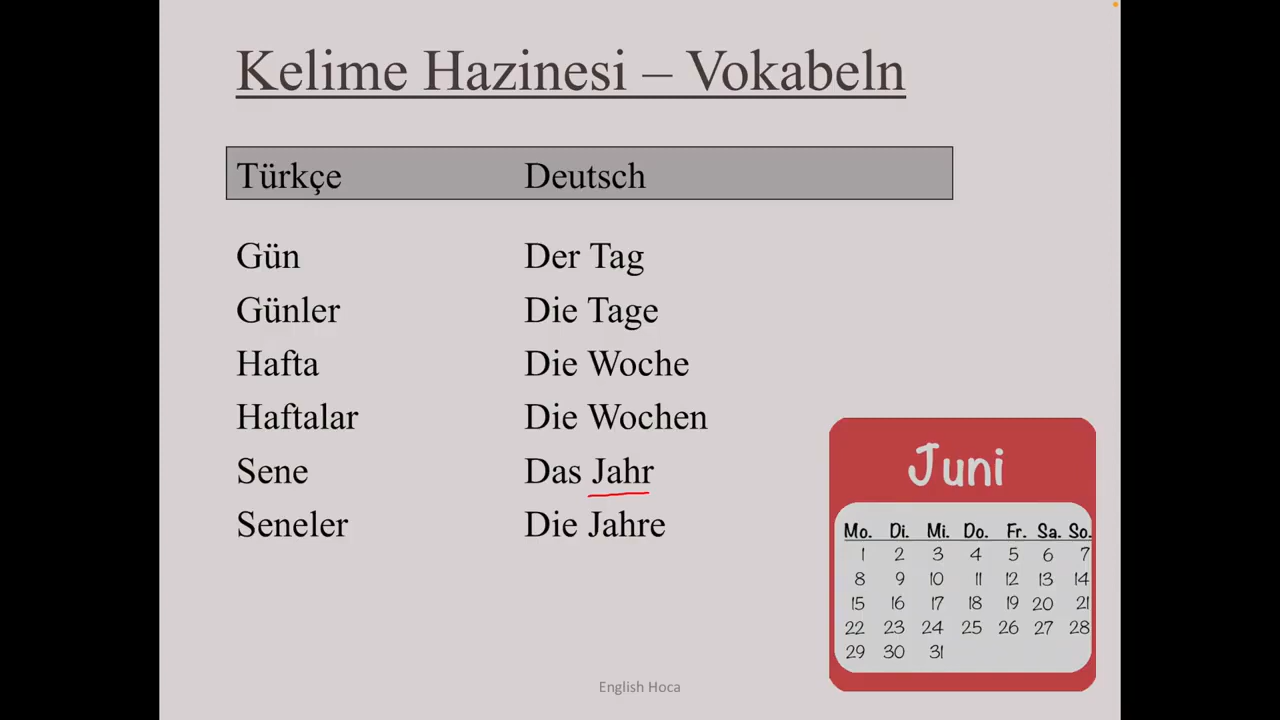 Kelime Hazinesi – Vokabeln
Türkçe Deutsch
Gün Der Tag
Günler Die Tage
Hafta Die Woche
Haftalar Die Wochen
Sene Das Jahr
Seneler Die Jahre
Juni
Mo. Di. Mi. Do. Fr. Sa. So.
1 2 3 4 5 6 7
8 9 10 11 12 13 14
15 16 17 18 19 20 21
22 23 24 25 26 27 28
29 30 31
English Hoca